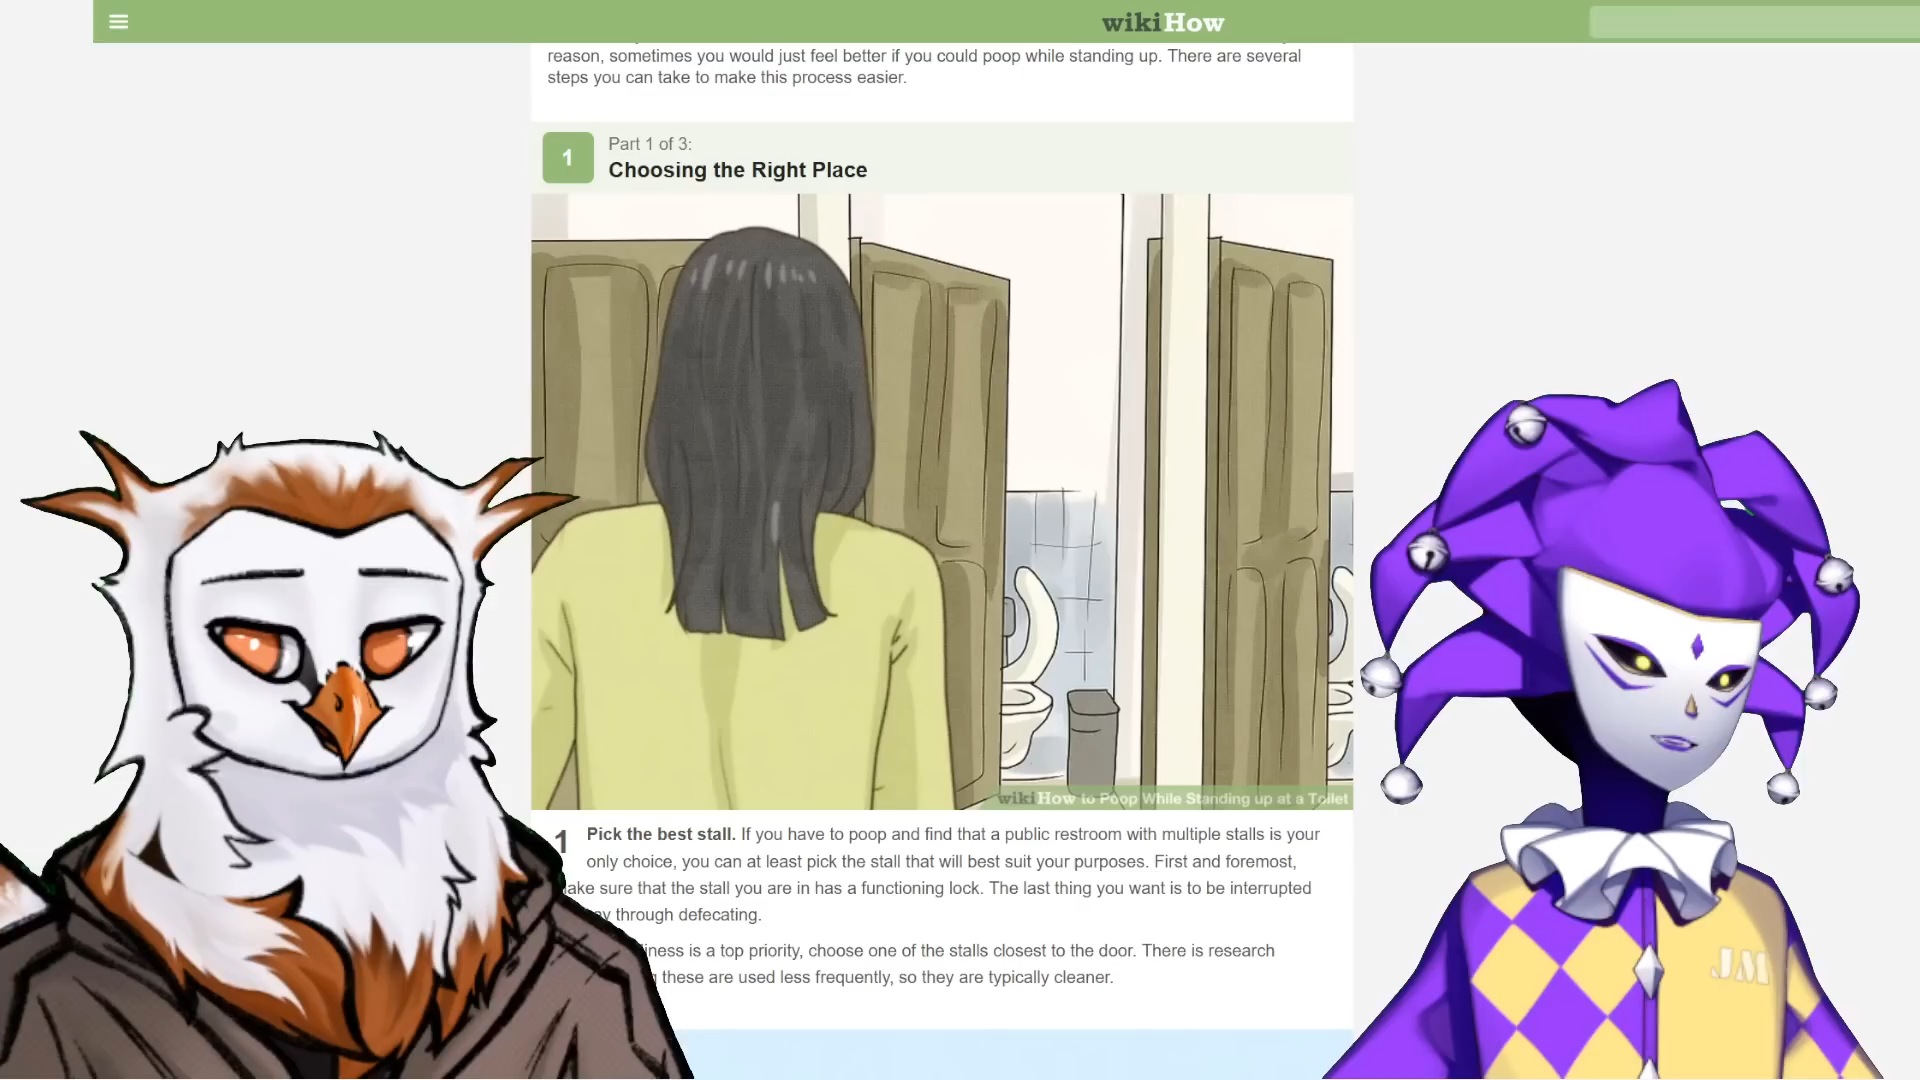 wikiHow
reason, sometimes you would just feel better if you could poop while standing up. There are several
steps you can take to make this process easier.
1
Part 1 of 3:
Choosing the Right Place
wikiHow to Poop While Standing up at a Toilet
1 Pick the best stall. If you have to poop and find that a public restroom with multiple stalls is your
only choice, you can at least pick the stall that will best suit your purposes. First and foremost,
sure that the stall you are in has a functioning lock. The last thing you want is to be interrupted
through defecating.
is a top priority, choose one of the stalls closest to the door. There is research
these are used less frequently, so they are typically cleaner.
JM